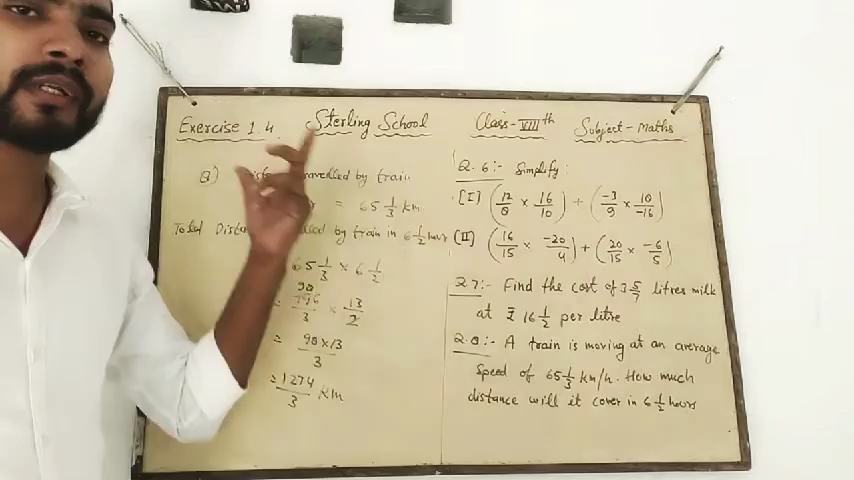 Exercise 1.4 Sterling School Class-VIIIth Subject-Maths
8) travelled by train
= 65 1/3 km
Total by train in 6 1/2 hour
65 1/3 × 6 1/2
98
= 196/3 × 13/2
= 98×13/3
= 1274/3 km
Q.6:- Simplify:
[I] (12/8 × 16/10) + (-3/9 × 10/-16)
[II] (16/15 × -20/4) + (20/15 × -6/5)
Q.7:- Find the cost of 3 5/7 litres milk
at ₹ 16 1/2 per litre
Q.8:- A train is moving at an average
Speed of 65 1/3 km/h. How much
distance will it cover in 6 1/2 hours